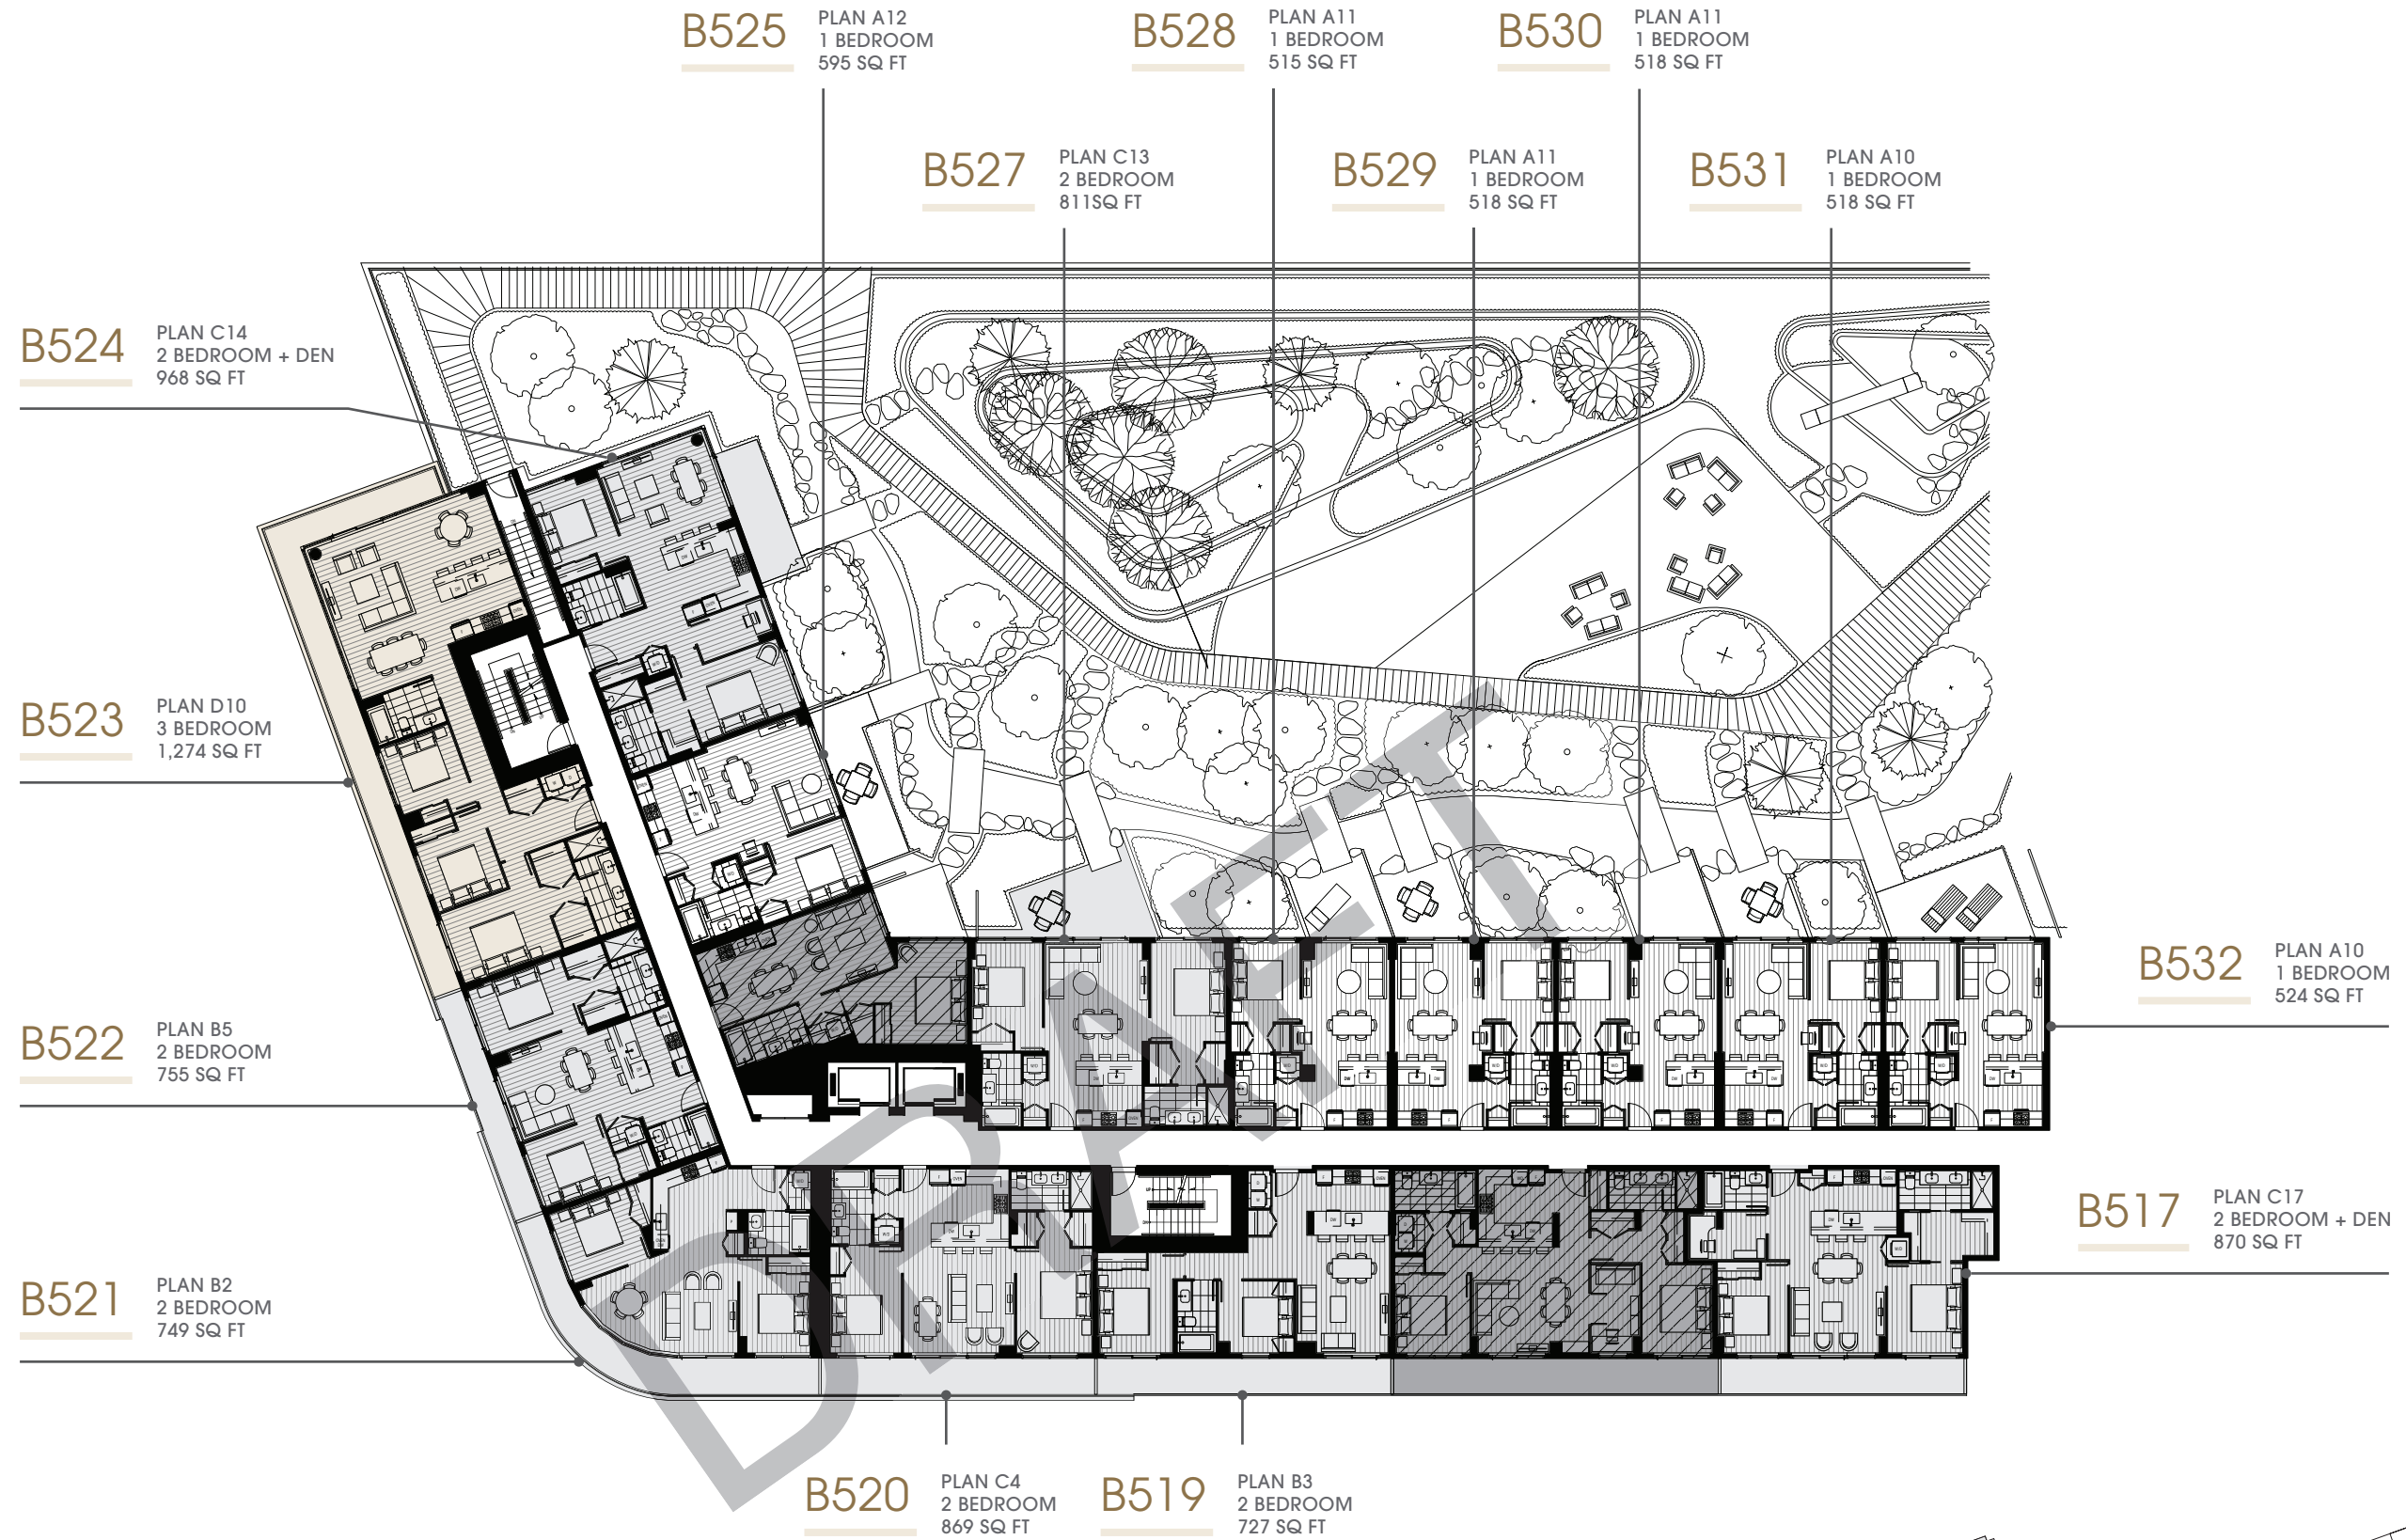 B525
PLAN A12
1 BEDROOM
595 SQ FT
B528
PLAN A11
1 BEDROOM
515 SQ FT
B530
PLAN A11
1 BEDROOM
518 SQ FT
B527
PLAN C13
2 BEDROOM
811SQ FT
B529
PLAN A11
1 BEDROOM
518 SQ FT
B531
PLAN A10
1 BEDROOM
518 SQ FT
B524
PLAN C14
2 BEDROOM + DEN
968 SQ FT
B523
PLAN D10
3 BEDROOM
1,274 SQ FT
B532
PLAN A10
1 BEDROOM
524 SQ FT
B522
PLAN B5
2 BEDROOM
755 SQ FT
B517
PLAN C17
2 BEDROOM + DEN
870 SQ FT
B521
PLAN B2
2 BEDROOM
749 SQ FT
B520
PLAN C4
2 BEDROOM
869 SQ FT
B519
PLAN B3
2 BEDROOM
727 SQ FT
DRAFT